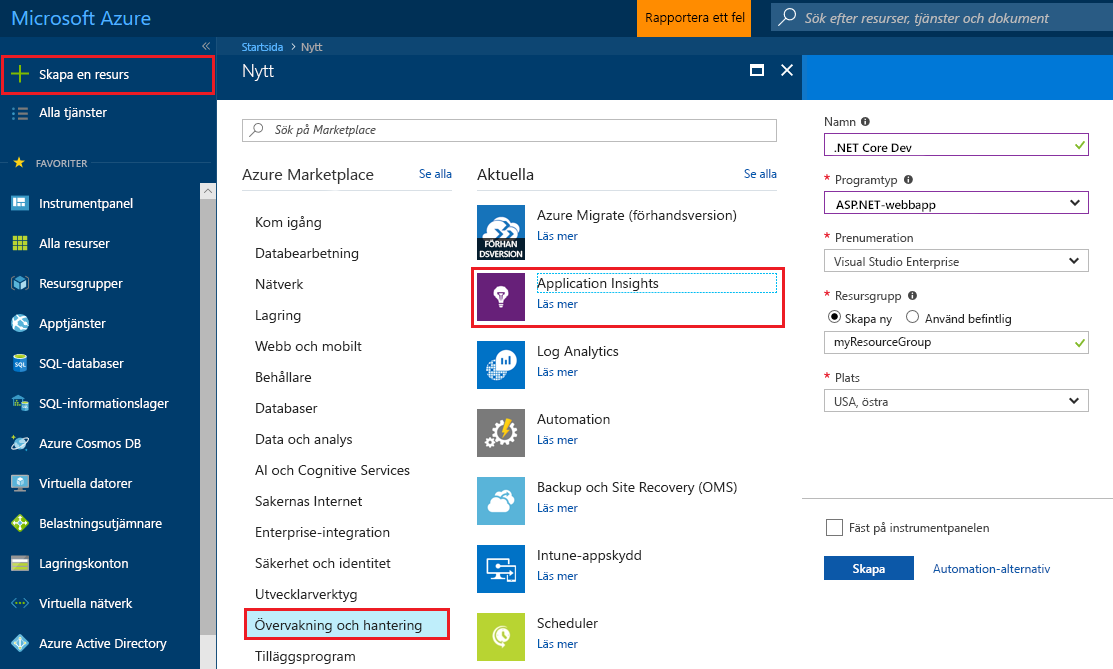 Microsoft Azure
Rapportera ett fel
Sök efter resurser, tjänster och dokument
«
Skapa en resurs
Alla tjänster
FAVORITER
Instrumentpanel
Alla resurser
Resursgrupper
Apptjänster
SQL-databaser
SQL-informationslager
Azure Cosmos DB
Virtuella datorer
Belastningsutjämnare
Lagringskonton
Virtuella nätverk
Azure Active Directory
Startsida > Nytt
Nytt
Sök på Marketplace
Azure Marketplace Se alla
Kom igång
Databearbetning
Nätverk
Lagring
Webb och mobilt
Behållare
Databaser
Data och analys
AI och Cognitive Services
Sakernas Internet
Enterprise-integration
Säkerhet och identitet
Utvecklarverktyg
Övervakning och hantering
Tilläggsprogram
Aktuella Se alla
FÖRHAN
DSVERSION
Azure Migrate (förhandsversion)
Läs mer
Application Insights
Läs mer
Log Analytics
Läs mer
Automation
Läs mer
Backup och Site Recovery (OMS)
Läs mer
Intune-appskydd
Läs mer
Scheduler
Läs mer
Namn
.NET Core Dev
* Programtyp
ASP.NET-webbapp
* Prenumeration
Visual Studio Enterprise
* Resursgrupp
Skapa ny Använd befintlig
myResourceGroup
* Plats
USA, östra
Fäst på instrumentpanelen
Skapa Automation-alternativ